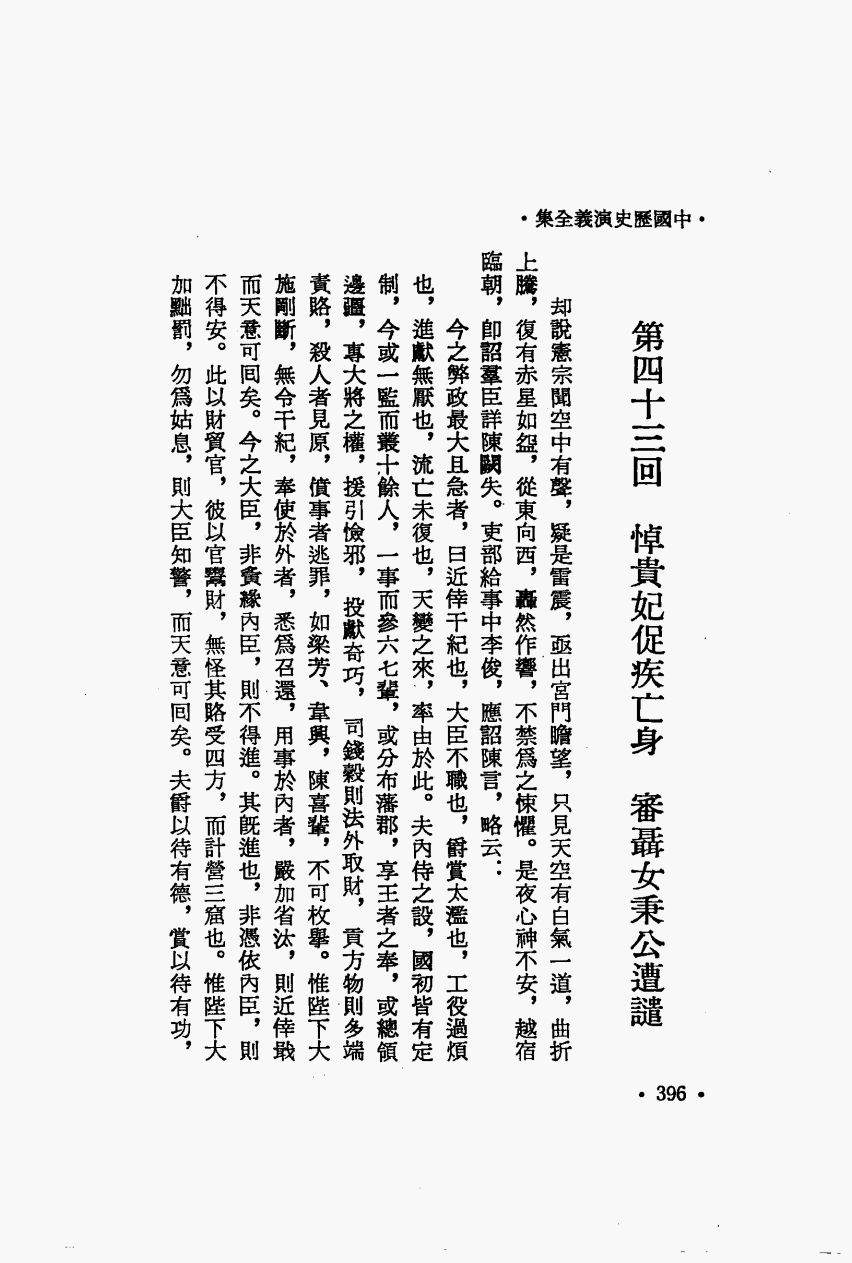 ・中國歷史演義全集・
第四十三回　悼貴妃促疾亡身　審聶女秉公遭譴
却說憲宗聞空中有聲，疑是雷震，亟出宮門瞻望，只見天空有白氣一道，曲折
上騰，復有赤星如盌，從東向西，轟然作響，不禁爲之悚懼。是夜心神不安，越宿
臨朝，卽詔羣臣詳陳闕失。吏部給事中李俊，應詔陳言，略云：
今之弊政最大且急者，曰近倖干紀也，大臣不職也，爵賞太濫也，工役過煩
也，進獻無厭也，流亡未復也，天變之來，率由於此。夫內侍之設，國初皆有定
制，今或一監而叢十餘人，一事而參六七輩，或分布藩郡，享王者之奉，或總領
邊疆，專大將之權，援引憸邪，投獻奇巧，司錢穀則法外取財，貢方物則多端
責賂，殺人者見原，僨事者逃罪，如梁芳、韋興，陳喜輩，不可枚舉。惟陛下大
施剛斷，無令干紀，奉使於外者，悉爲召還，用事於內者，嚴加省汰，則近倖戢
而天意可囘矣。今之大臣，非夤緣內臣，則不得進。其旣進也，非憑依內臣，則
不得安。此以財貿官，彼以官鬻財，無怪其賂受四方，而計營三窟也。惟陛下大
加黜罰，勿爲姑息，則大臣知警，而天意可囘矣。夫爵以待有德，賞以待有功，
・396・